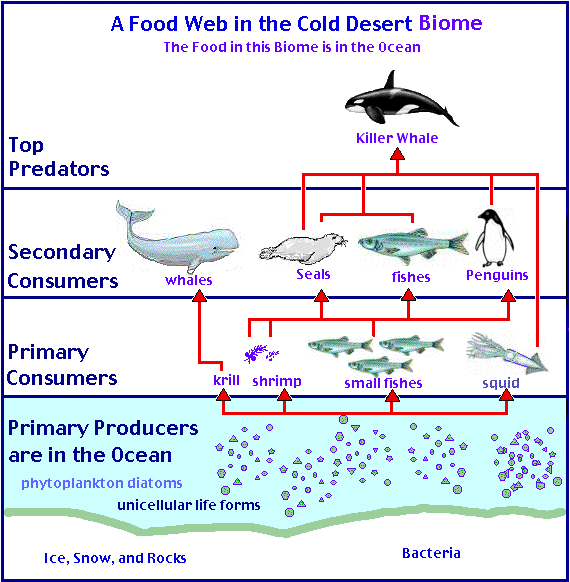 A Food Web in the Cold Desert Biome
The Food in this Biome is in the Ocean
Killer Whale
Top
Predators
Secondary
Consumers
whales
Seals
fishes
Penguins
Primary
Consumers
krill
shrimp
small fishes
squid
Primary Producers
are in the Ocean
phytoplankton diatoms
unicellular life forms
Ice, Snow, and Rocks
Bacteria